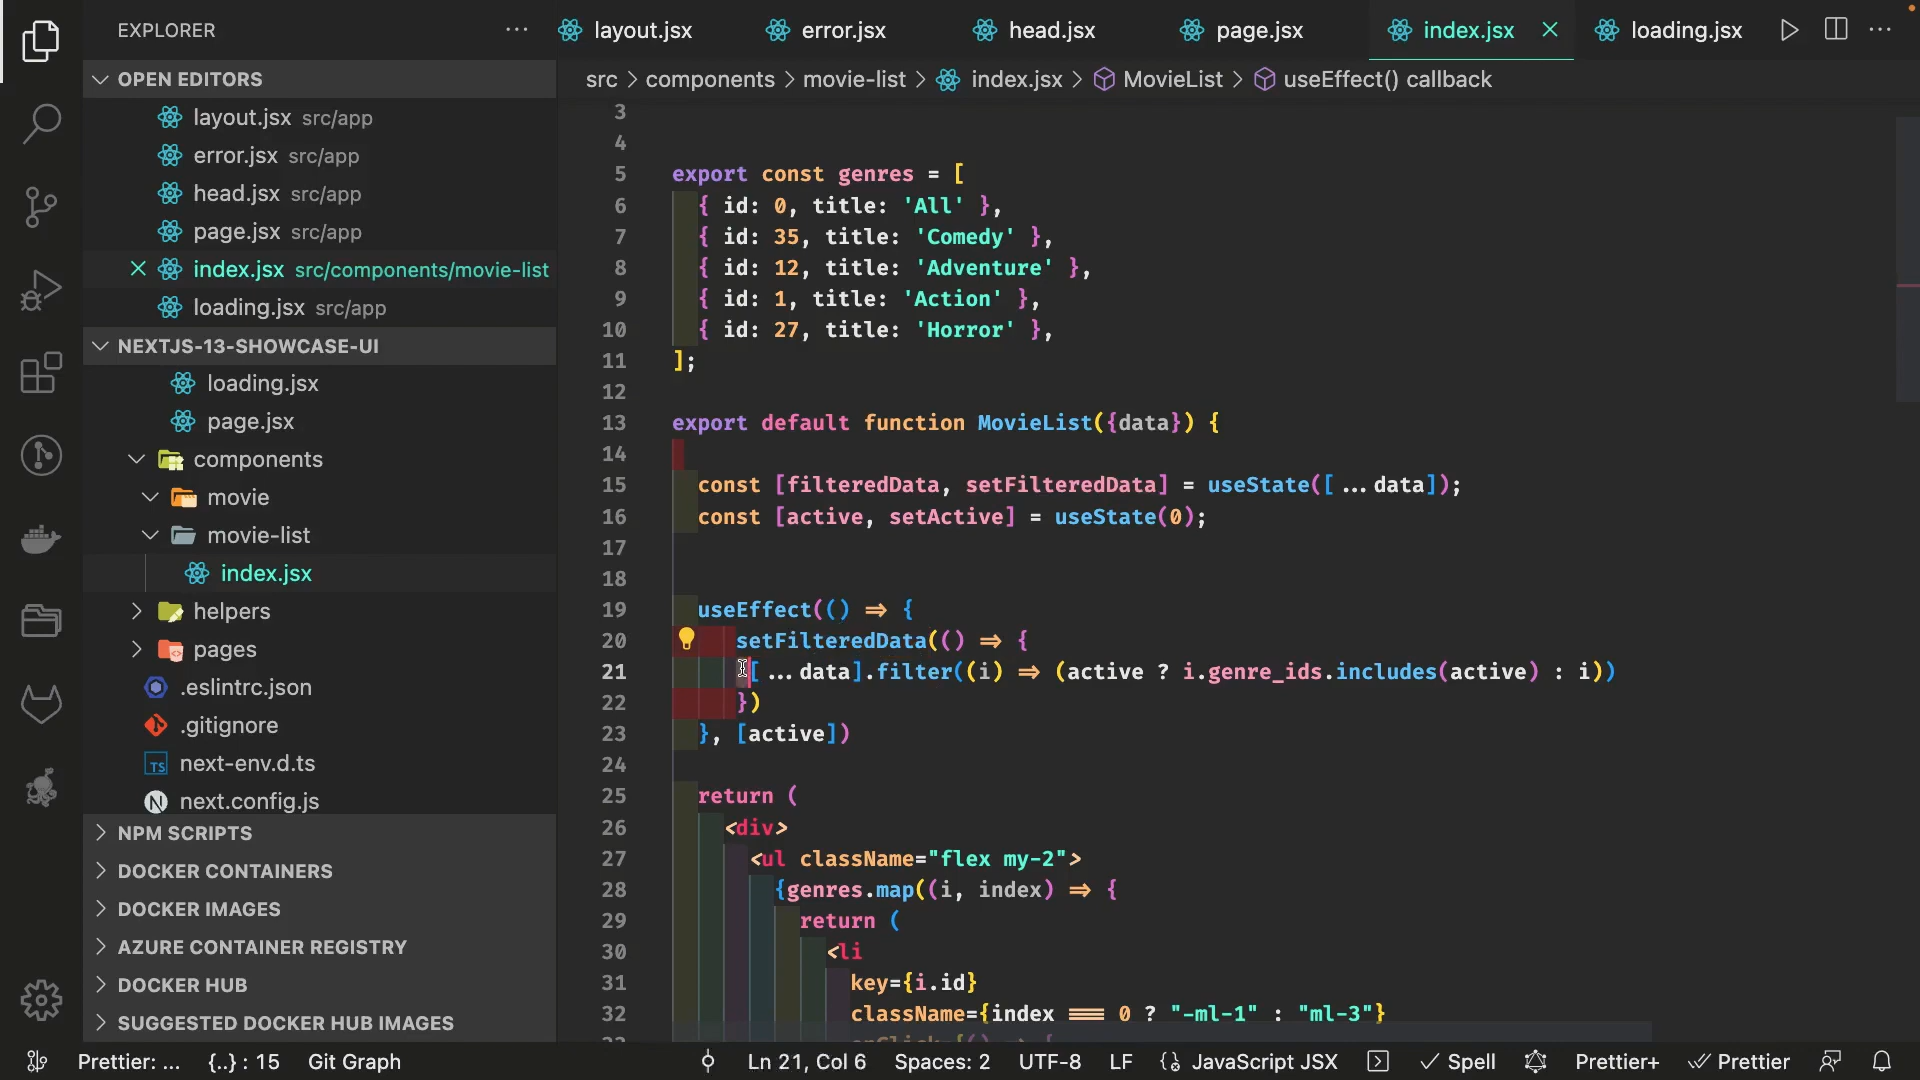 EXPLORER
layout.jsx
error.jsx
head.jsx
page.jsx
index.jsx
loading.jsx
OPEN EDITORS
layout.jsx src/app
error.jsx src/app
head.jsx src/app
page.jsx src/app
index.jsx src/components/movie-list
loading.jsx src/app
NEXTJS-13-SHOWCASE-UI
loading.jsx
page.jsx
components
movie
movie-list
index.jsx
helpers
pages
.eslintrc.json
.gitignore
TS next-env.d.ts
N next.config.js
NPM SCRIPTS
DOCKER CONTAINERS
DOCKER IMAGES
AZURE CONTAINER REGISTRY
DOCKER HUB
SUGGESTED DOCKER HUB IMAGES
src > components > movie-list > index.jsx > MovieList > useEffect() callback
3
4
5 export const genres = [
6 { id: 0, title: 'All' },
7 { id: 35, title: 'Comedy' },
8 { id: 12, title: 'Adventure' },
9 { id: 1, title: 'Action' },
10 { id: 27, title: 'Horror' },
11 ];
12
13 export default function MovieList({data}) {
14
15 const [filteredData, setFilteredData] = useState([...data]);
16 const [active, setActive] = useState(0);
17
18
19 useEffect(() => {
20 setFilteredData(() => {
21 [...data].filter((i) => (active ? i.genre_ids.includes(active) : i))
22 })
23 }, [active])
24
25 return (
26 <div>
27 <ul className="flex my-2">
28 {genres.map((i, index) => {
29 return (
30 <li
31 key={i.id}
32 className={index === 0 ? "-ml-1" : "ml-3"}
Prettier: ... {..} : 15 Git Graph Ln 21, Col 6 Spaces: 2 UTF-8 LF JavaScript JSX Spell Prettier+ Prettier